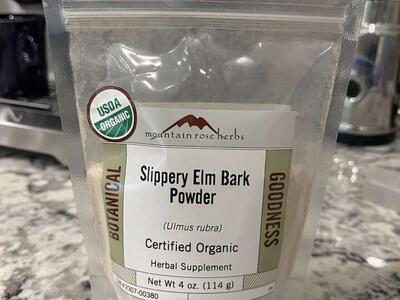 USDA
ORGANIC
mountain rose herbs
BOTANICAL
Slippery Elm Bark
Powder
(Ulmus rubra)
Certified Organic
Herbal Supplement
Net Wt 4 oz. (114 g)
GOODNESS